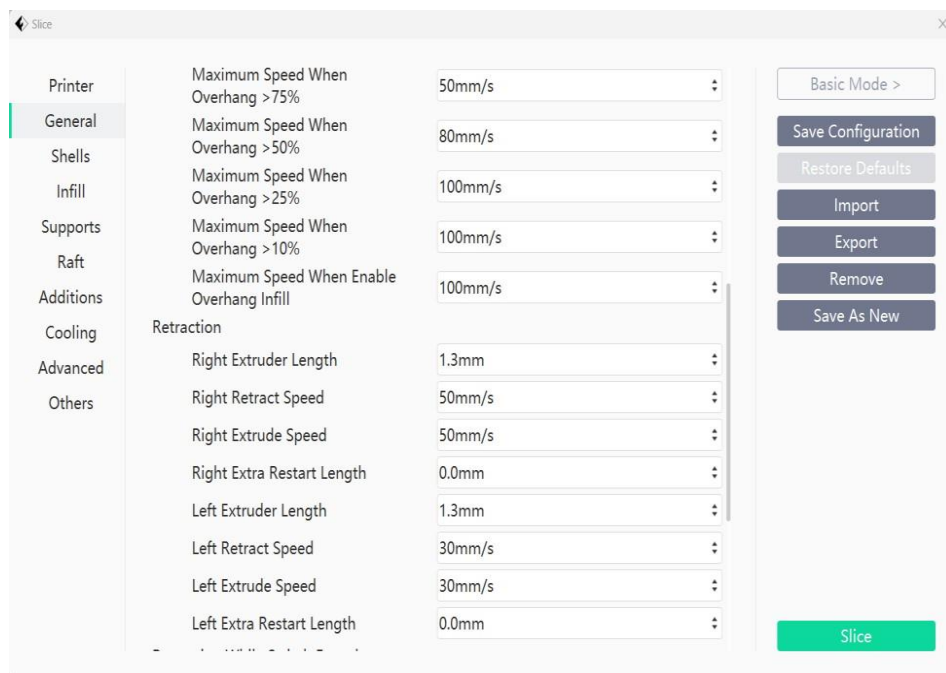 Slice
Printer
General
Shells
Infill
Supports
Raft
Additions
Cooling
Advanced
Others
Maximum Speed When
Overhang >75%
50mm/s
Maximum Speed When
Overhang >50%
80mm/s
Maximum Speed When
Overhang >25%
100mm/s
Maximum Speed When
Overhang >10%
100mm/s
Maximum Speed When Enable
Overhang Infill
100mm/s
Retraction
Right Extruder Length
1.3mm
Right Retract Speed
50mm/s
Right Extrude Speed
50mm/s
Right Extra Restart Length
0.0mm
Left Extruder Length
1.3mm
Left Retract Speed
30mm/s
Left Extrude Speed
30mm/s
Left Extra Restart Length
0.0mm
Basic Mode >
Save Configuration
Restore Defaults
Import
Export
Remove
Save As New
Slice